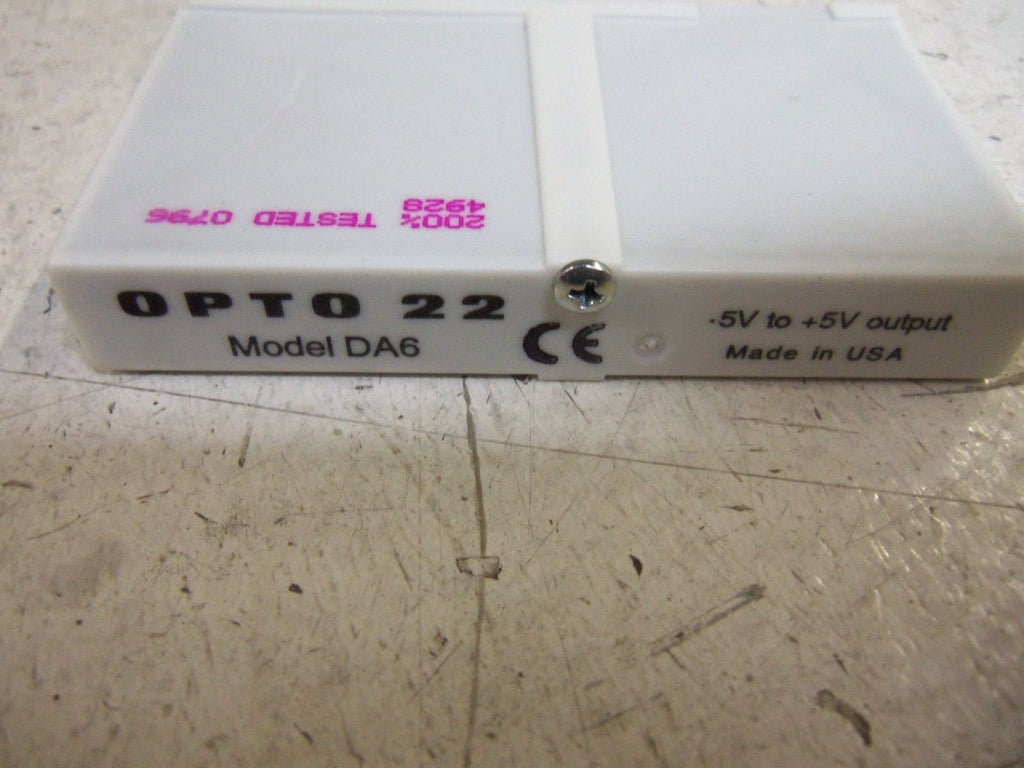 200% TESTED 0796
4928
OPTO 22
Model DA6
CE
-5V to +5V output
Made in USA